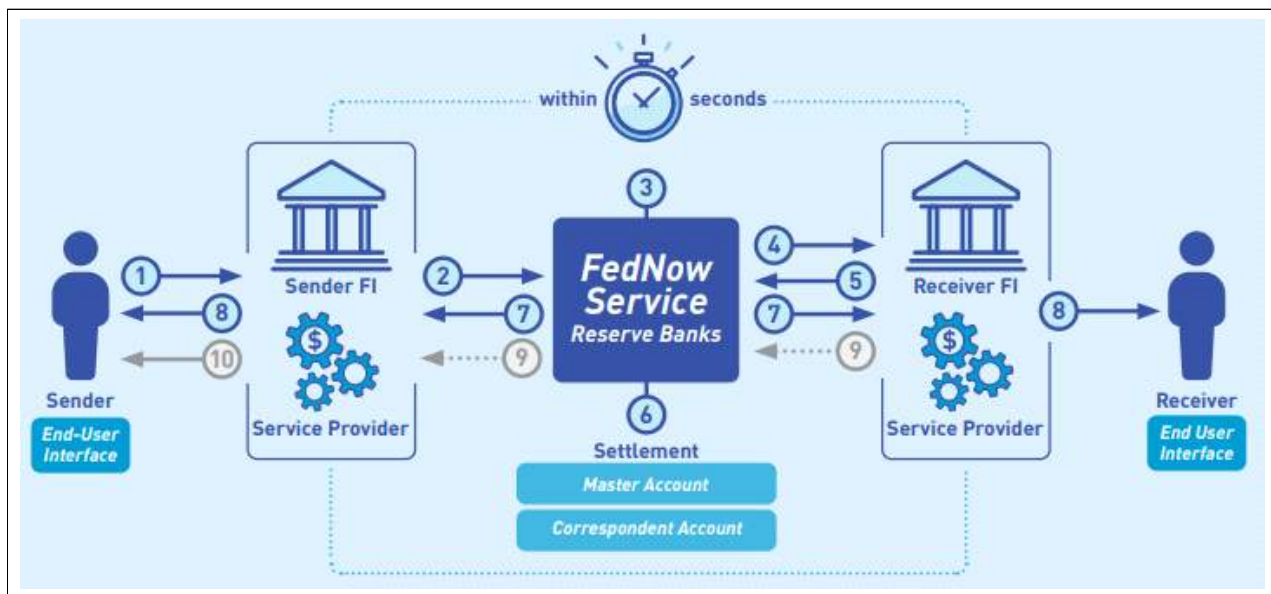 within seconds
3
FedNow
Service
Reserve Banks
1
8
10
Sender
End-User
Interface
Sender FI
$
Service Provider
2
7
9
4
5
7
9
Receiver FI
$
Service Provider
8
Receiver
End User
Interface
6
Settlement
Master Account
Correspondent Account